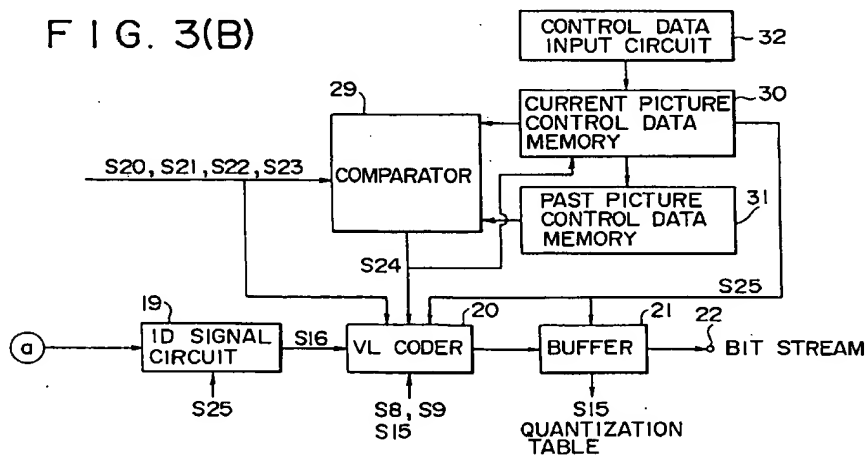 FIG. 3(B)
CONTROL DATA
INPUT CIRCUIT
32
29
30
CURRENT PICTURE
CONTROL DATA
MEMORY
S20, S21, S22, S23
COMPARATOR
PAST PICTURE
CONTROL DATA
MEMORY
31
S24
S25
19
20
21
22
a
1D SIGNAL
CIRCUIT
S16
VL CODER
BUFFER
BIT STREAM
S25
S8, S9
S15
S15
QUANTIZATION
TABLE